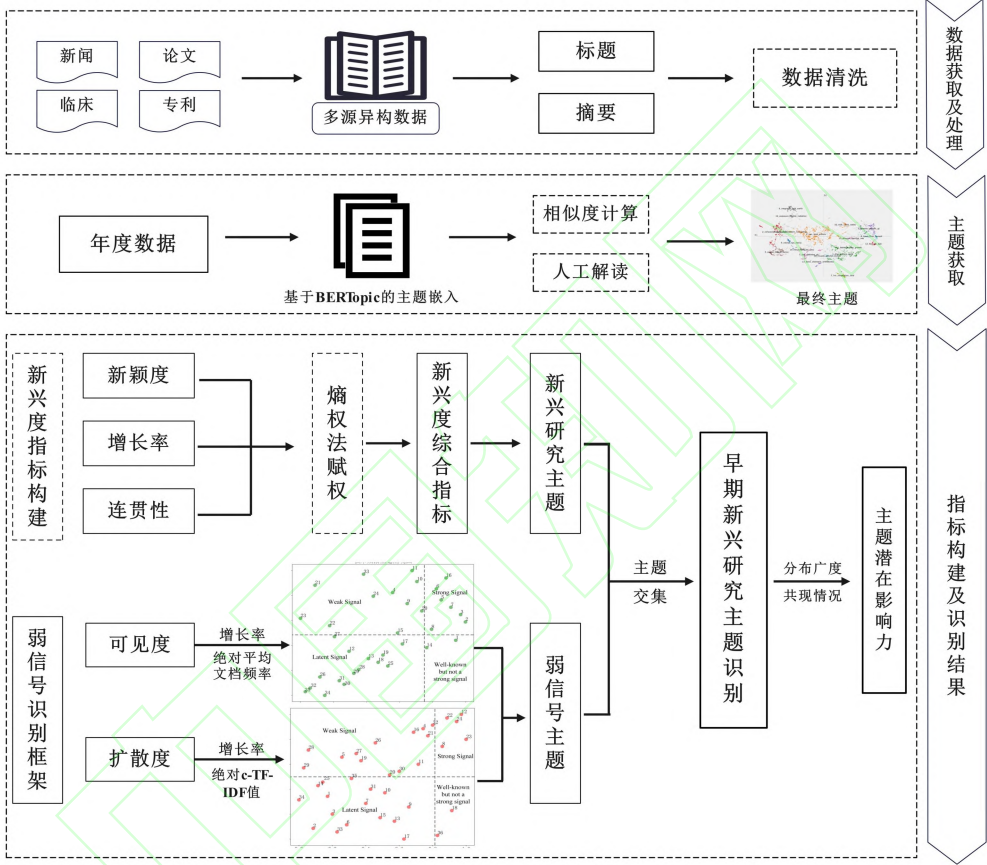 新闻
论文
临床
专利
多源异构数据
标题
摘要
数据清洗
数据获取及处理
年度数据
基于BERTopic的主题嵌入
相似度计算
人工解读
最终主题
主题获取
新兴度指标构建
新颖度
增长率
连贯性
熵权法赋权
新兴度综合指标
新兴研究主题
弱信号识别框架
可见度
增长率
绝对平均
文档频率
Weak Signal
Strong Signal
Latent Signal
Well-known
but not a
strong signal
扩散度
增长率
绝对c-TF-
IDF值
Weak Signal
Strong Signal
Latent Signal
Well-known
but not a
strong signal
弱信号主题
主题
交集
早期新兴研究主题识别
分布广度
共现情况
主题潜在影响力
指标构建及识别结果